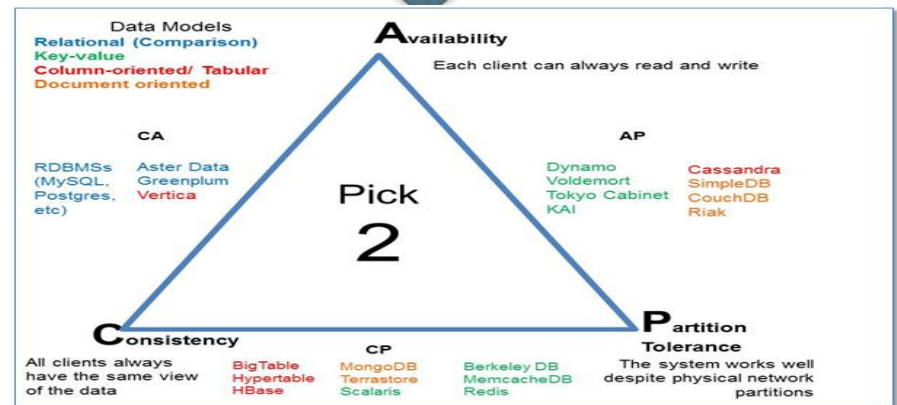 Data Models
Relational (Comparison)
Key-value
Column-oriented/ Tabular
Document oriented
Availability
Each client can always read and write
CA
RDBMSs
(MySQL,
Postgres,
etc)
Aster Data
Greenplum
Vertica
AP
Dynamo
Voldemort
Tokyo Cabinet
KAI
Cassandra
SimpleDB
CouchDB
Riak
Pick
2
Consistency
All clients always
have the same view
of the data
CP
BigTable
Hypertable
HBase
MongoDB
Terrastore
Scalaris
Berkeley DB
MemcacheDB
Redis
Partition
Tolerance
The system works well
despite physical network
partitions